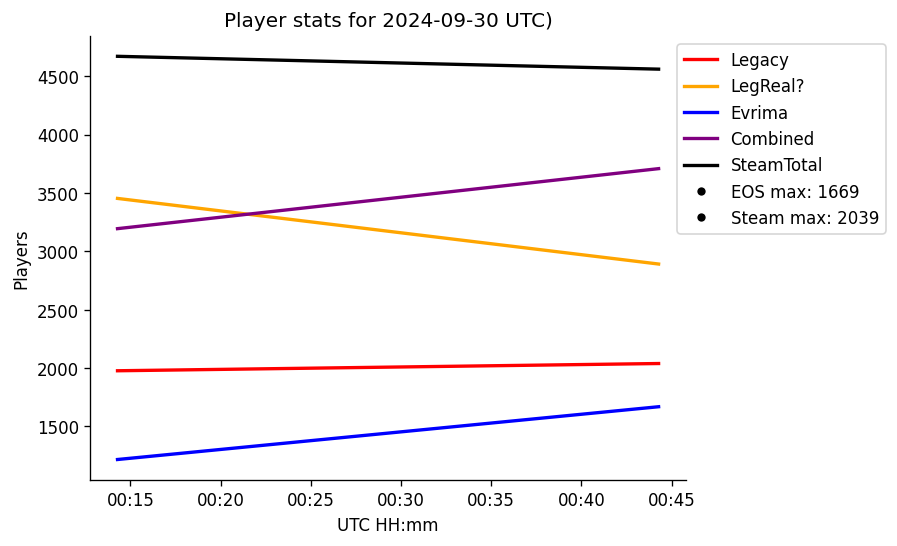 Player stats for 2024-09-30 UTC)
Legacy
LegReal?
Evrima
Combined
SteamTotal
EOS max: 1669
Steam max: 2039
Players
4500
4000
3500
3000
2500
2000
1500
00:15 00:20 00:25 00:30 00:35 00:40 00:45
UTC HH:mm